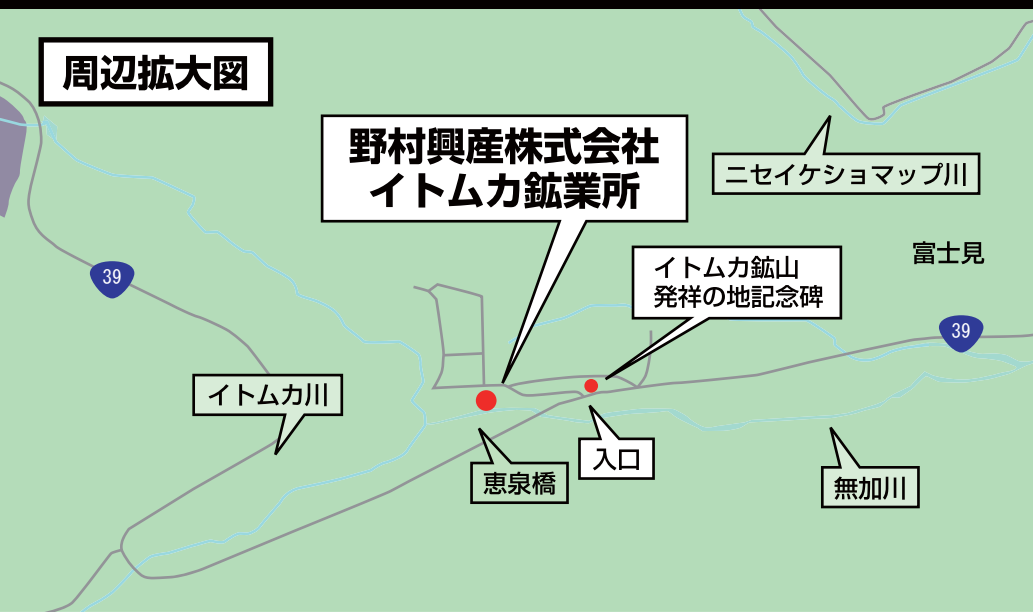 周辺拡大図
野村興産株式会社
イトムカ鉱業所
ニセイケショマップ川
富士見
イトムカ鉱山
発祥の地記念碑
39
39
イトムカ川
入口
恵泉橋
無加川